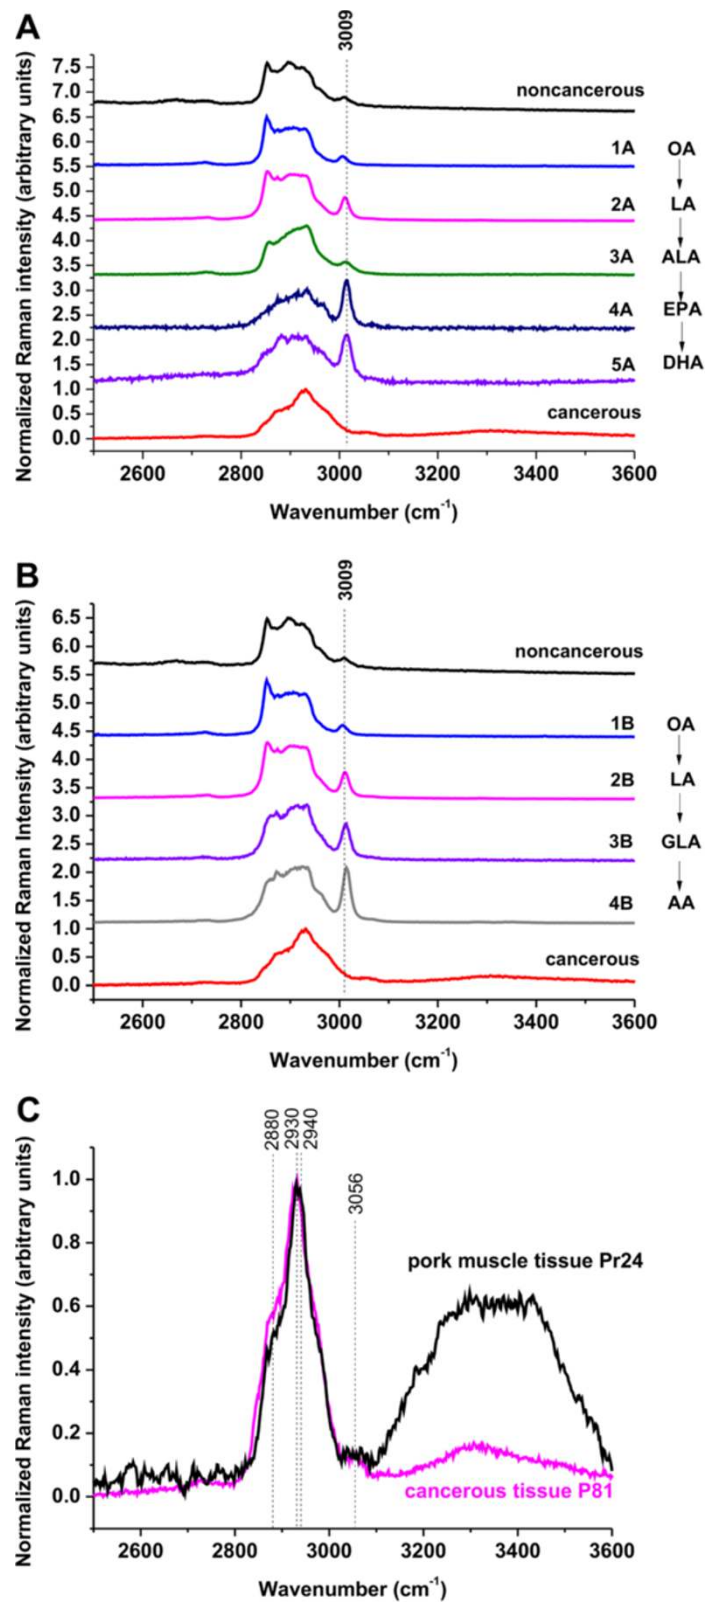 A
3009
Normalized Raman intensity (arbitrary units)
7.5
7.0
6.5
6.0
5.5
5.0
4.5
4.0
3.5
3.0
2.5
2.0
1.5
1.0
0.5
0.0
noncancerous
1A OA
2A LA
3A ALA
4A EPA
5A DHA
cancerous
2600 2800 3000 3200 3400 3600
Wavenumber (cm-1)
B
3009
Normalized Raman Intensity (arbitrary units)
6.5
6.0
5.5
5.0
4.5
4.0
3.5
3.0
2.5
2.0
1.5
1.0
0.5
0.0
noncancerous
1B OA
2B LA
3B GLA
4B AA
cancerous
2600 2800 3000 3200 3400 3600
Wavenumber (cm-1)
C
2880
2930
2940
3056
Normalized Raman intensity (arbitrary units)
1.0
0.8
0.6
0.4
0.2
0.0
pork muscle tissue Pr24
cancerous tissue P81
2600 2800 3000 3200 3400 3600
Wavenumber (cm-1)